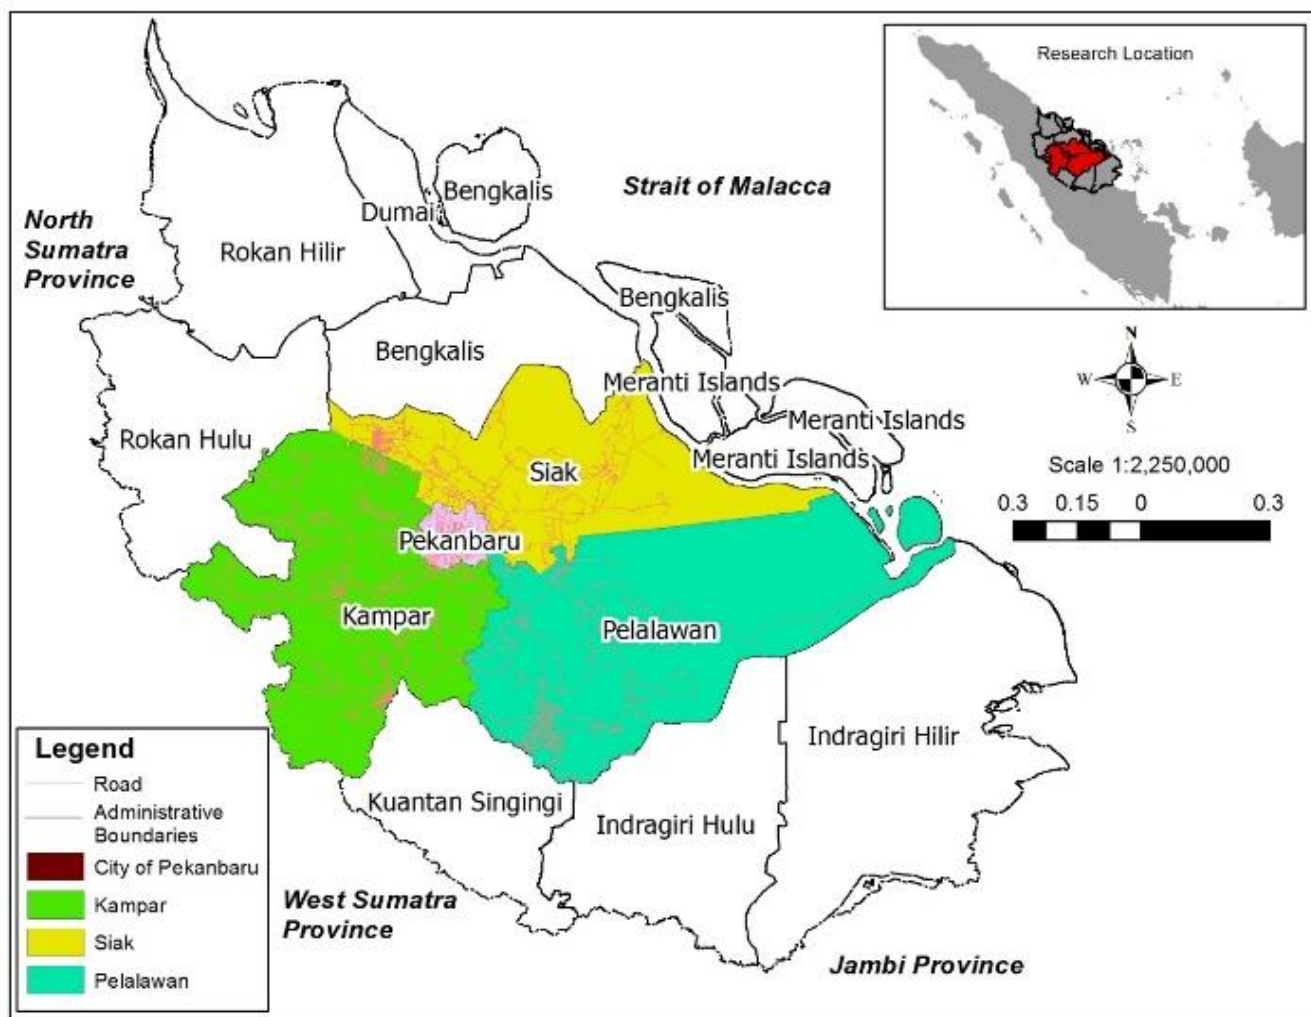 Research Location
Strait of Malacca
Bengkalis
Dumai
North
Sumatra
Province
Rokan Hilir
Bengkalis
Bengkalis
N
W
E
S
Meranti Islands
Meranti Islands
Meranti Islands
Rokan Hulu
Siak
Scale 1:2,250,000
0.3 0.15 0 0.3
Pekanbaru
Kampar
Pelalawan
Indragiri Hilir
Kuantan Singingi
Indragiri Hulu
West Sumatra
Province
Jambi Province
Legend
Road
Administrative
Boundaries
City of Pekanbaru
Kampar
Siak
Pelalawan